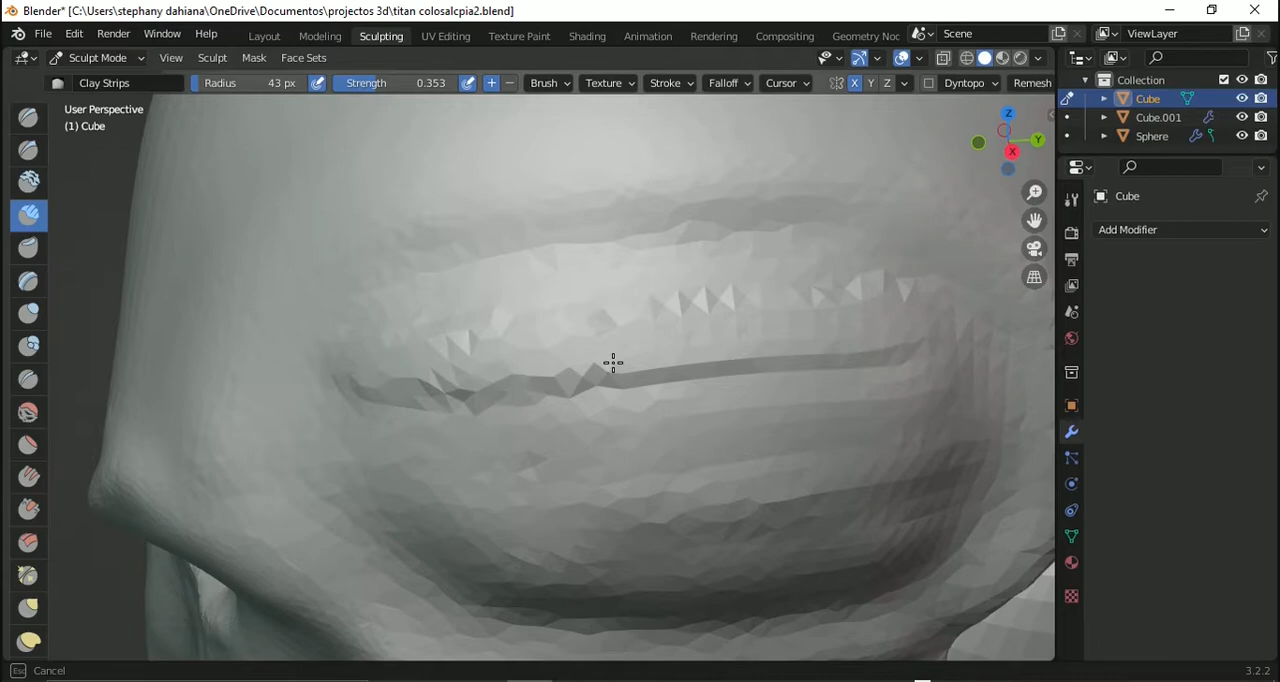 Blender* [C:\Users\stephany dahiana\OneDrive\Documentos\projectos 3d\titan colosalcpia2.blend]
File Edit Render Window Help Layout Modeling Sculpting UV Editing Texture Paint Shading Animation Rendering Compositing Geometry Noc Scene ViewLayer
Sculpt Mode View Sculpt Mask Face Sets
Clay Strips Radius 43 px Strength 0.353 Brush Texture Stroke Falloff Cursor X Y Z Dyntopo Remesh
User Perspective
(1) Cube
Z
Y
X
Collection
Cube
Cube.001
Sphere
Cube
Add Modifier
Esc Cancel
3.2.2